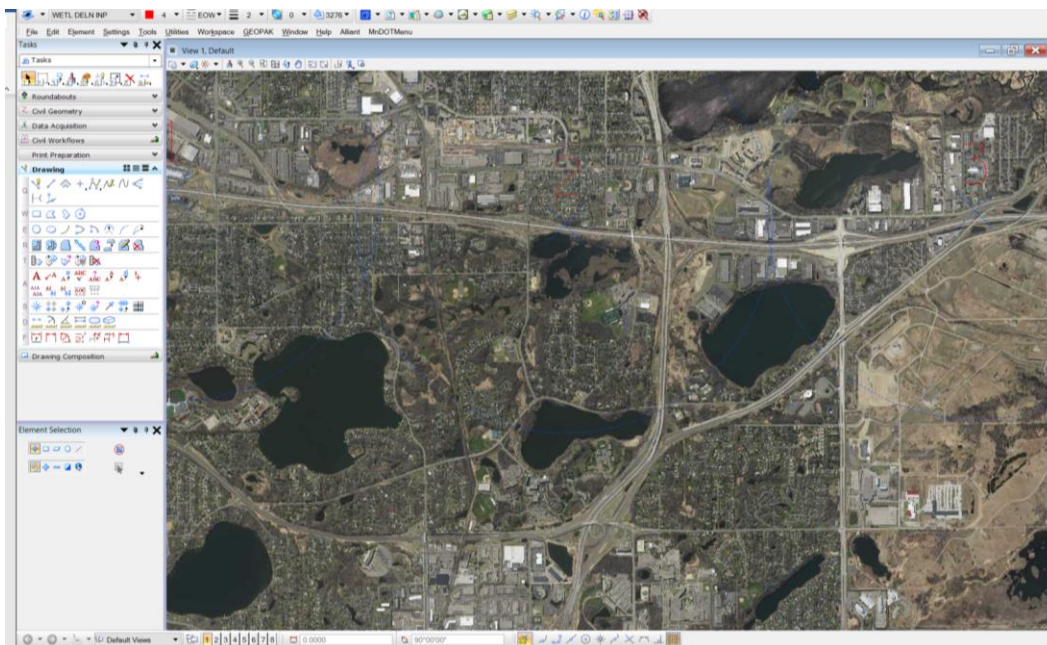 WETL DELN INP 4 EOW 2 0 3276
File Edit Element Settings Tools Utilities Workspace GEOPAK Window Help Alliant MnDOTMenu
Tasks
View 1, Default
Tasks
Roundabouts
Civil Geometry
Data Acquisition
Civil Workflows
Print Preparation
Drawing
Q
W
E
R
T
A
S
D
F
Drawing Composition
Element Selection
Default Views 1 2 3 4 5 6 7 8 0.0000 90°00'00"